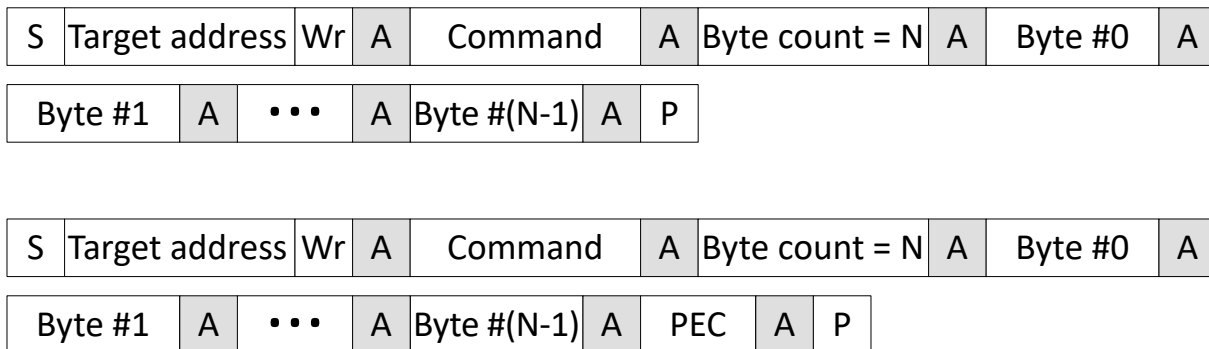 S Target address Wr A Command A Byte count = N A Byte #0 A
Byte #1 A ••• A Byte #(N-1) A P
S Target address Wr A Command A Byte count = N A Byte #0 A
Byte #1 A ••• A Byte #(N-1) A PEC A P